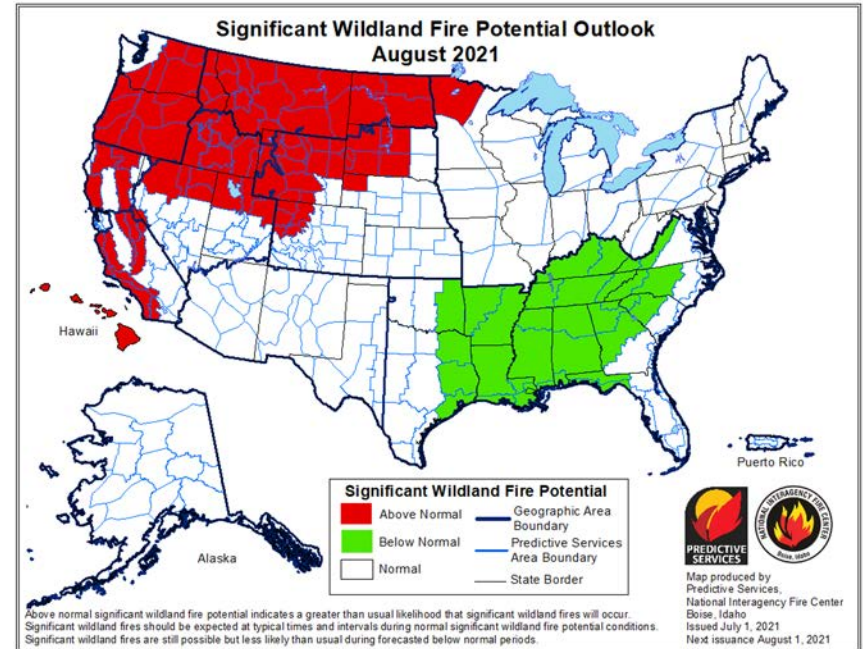 Significant Wildland Fire Potential Outlook
August 2021
Hawaii
Alaska
Puerto Rico
Significant Wildland Fire Potential
Above Normal
Below Normal
Normal
Geographic Area
Boundary
Predictive Services
Area Boundary
State Border
PREDICTIVE
SERVICES
NATIONAL INTERAGENCY FIRE CENTER
Boise, Idaho
Map produced by
Predictive Services,
National Interagency Fire Center
Boise, Idaho
Issued July 1, 2021
Next issuance August 1, 2021
Above normal significant wildland fire potential indicates a greater than usual likelihood that significant wildland fires will occur.
Significant wildland fires should be expected at typical times and intervals during normal significant wildland fire potential conditions.
Significant wildland fires are still possible but less likely than usual during forecasted below normal periods.